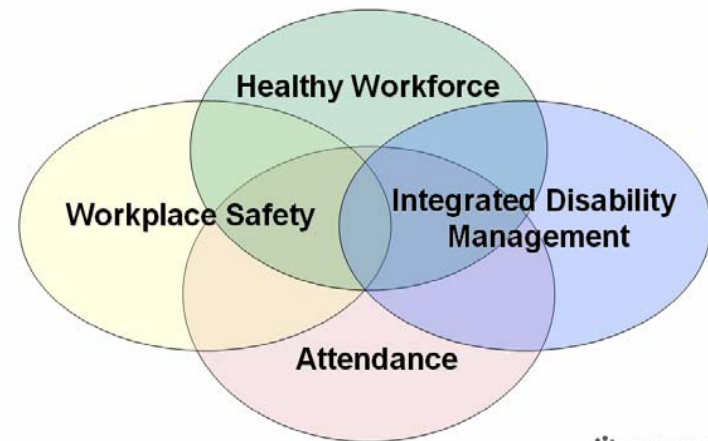 Healthy Workforce
Workplace Safety
Integrated Disability
Management
Attendance